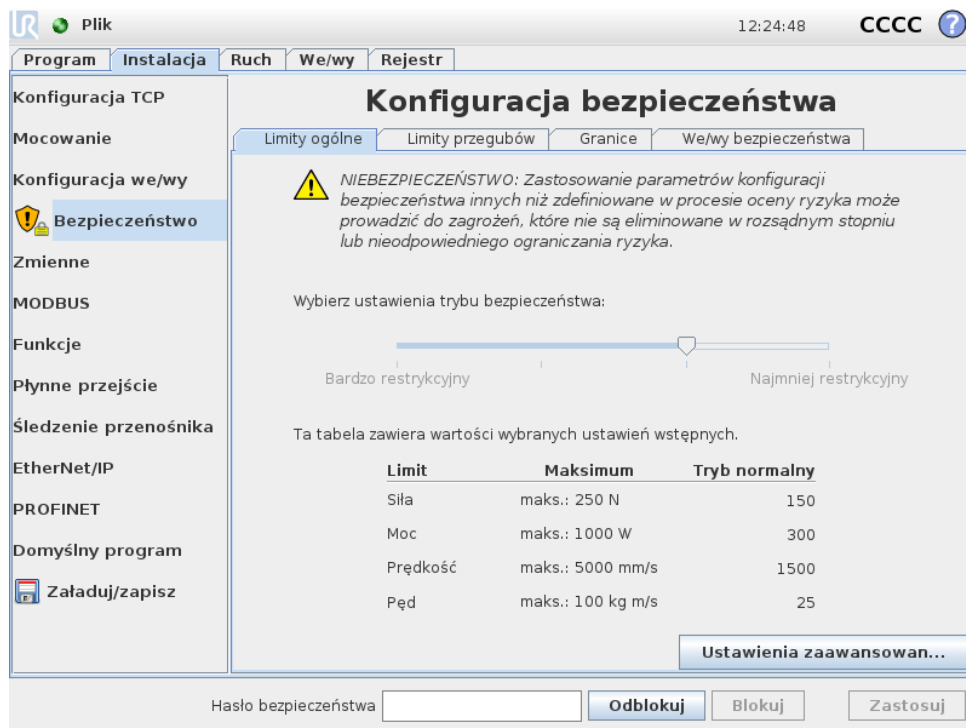 UR Plik 12:24:48 CCCC ?
Program Instalacja Ruch We/wy Rejestr
Konfiguracja TCP
Mocowanie
Konfiguracja we/wy
Bezpieczeństwo
Zmienne
MODBUS
Funkcje
Płynne przejście
Śledzenie przenośnika
EtherNet/IP
PROFINET
Domyślny program
Załaduj/zapisz
Konfiguracja bezpieczeństwa
Limity ogólne Limity przegubów Granice We/wy bezpieczeństwa
NIEBEZPIECZEŃSTWO: Zastosowanie parametrów konfiguracji
bezpieczeństwa innych niż zdefiniowane w procesie oceny ryzyka może
prowadzić do zagrożeń, które nie są eliminowane w rozsądnym stopniu
lub nieodpowiedniego ograniczania ryzyka.
Wybierz ustawienia trybu bezpieczeństwa:
Bardzo restrykcyjny Najmniej restrykcyjny
Ta tabela zawiera wartości wybranych ustawień wstępnych.
Limit Maksimum Tryb normalny
Siła maks.: 250 N 150
Moc maks.: 1000 W 300
Prędkość maks.: 5000 mm/s 1500
Pęd maks.: 100 kg m/s 25
Ustawienia zaawansowan...
Hasło bezpieczeństwa Odblokuj Blokuj Zastosuj